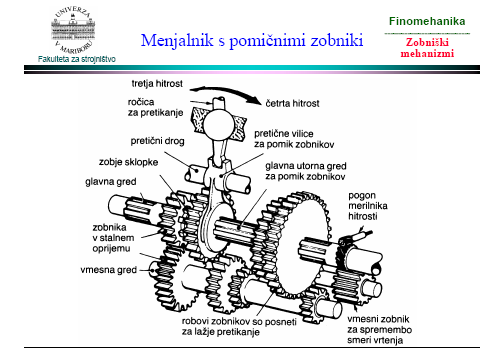 UNIVERZA
V MARIBORU
Fakulteta za strojništvo
Menjalnik s pomičnimi zobniki
Finomehanika
Zobniški
mehanizmi
tretja hitrost
četrta hitrost
ročica
za pretikanje
pretični drog
pretične vilice
za pomik zobnikov
zobje sklopke
glavna utorna gred
za pomik zobnikov
glavna gred
pogon
merilnika
hitrosti
zobnika
v stalnem
oprijemu
vmesna gred
robovi zobnikov so posneti
za lažje pretikanje
vmesni zobnik
za spremembo
smeri vrtenja